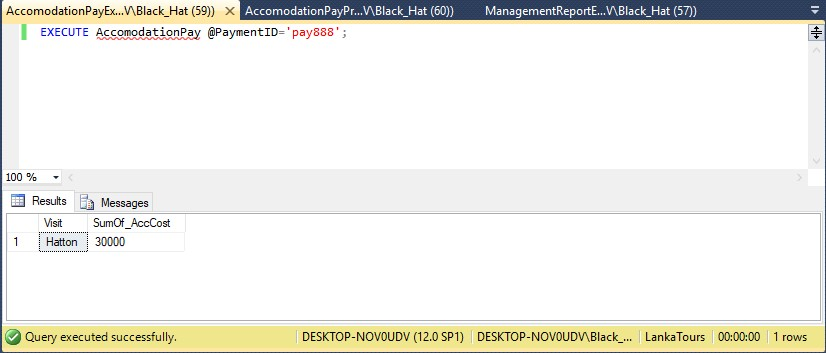 AccomodationPayEx...V\Black_Hat (59)) AccomodationPayPr...V\Black_Hat (60)) ManagementReportE...V\Black_Hat (57))
EXECUTE AccomodationPay @PaymentID='pay888';
100 %
Results Messages
Visit SumOf_AccCost
1 Hatton 30000
Query executed successfully. DESKTOP-NOV0UDV (12.0 SP1) DESKTOP-NOV0UDV\Black_... LankaTours 00:00:00 1 rows